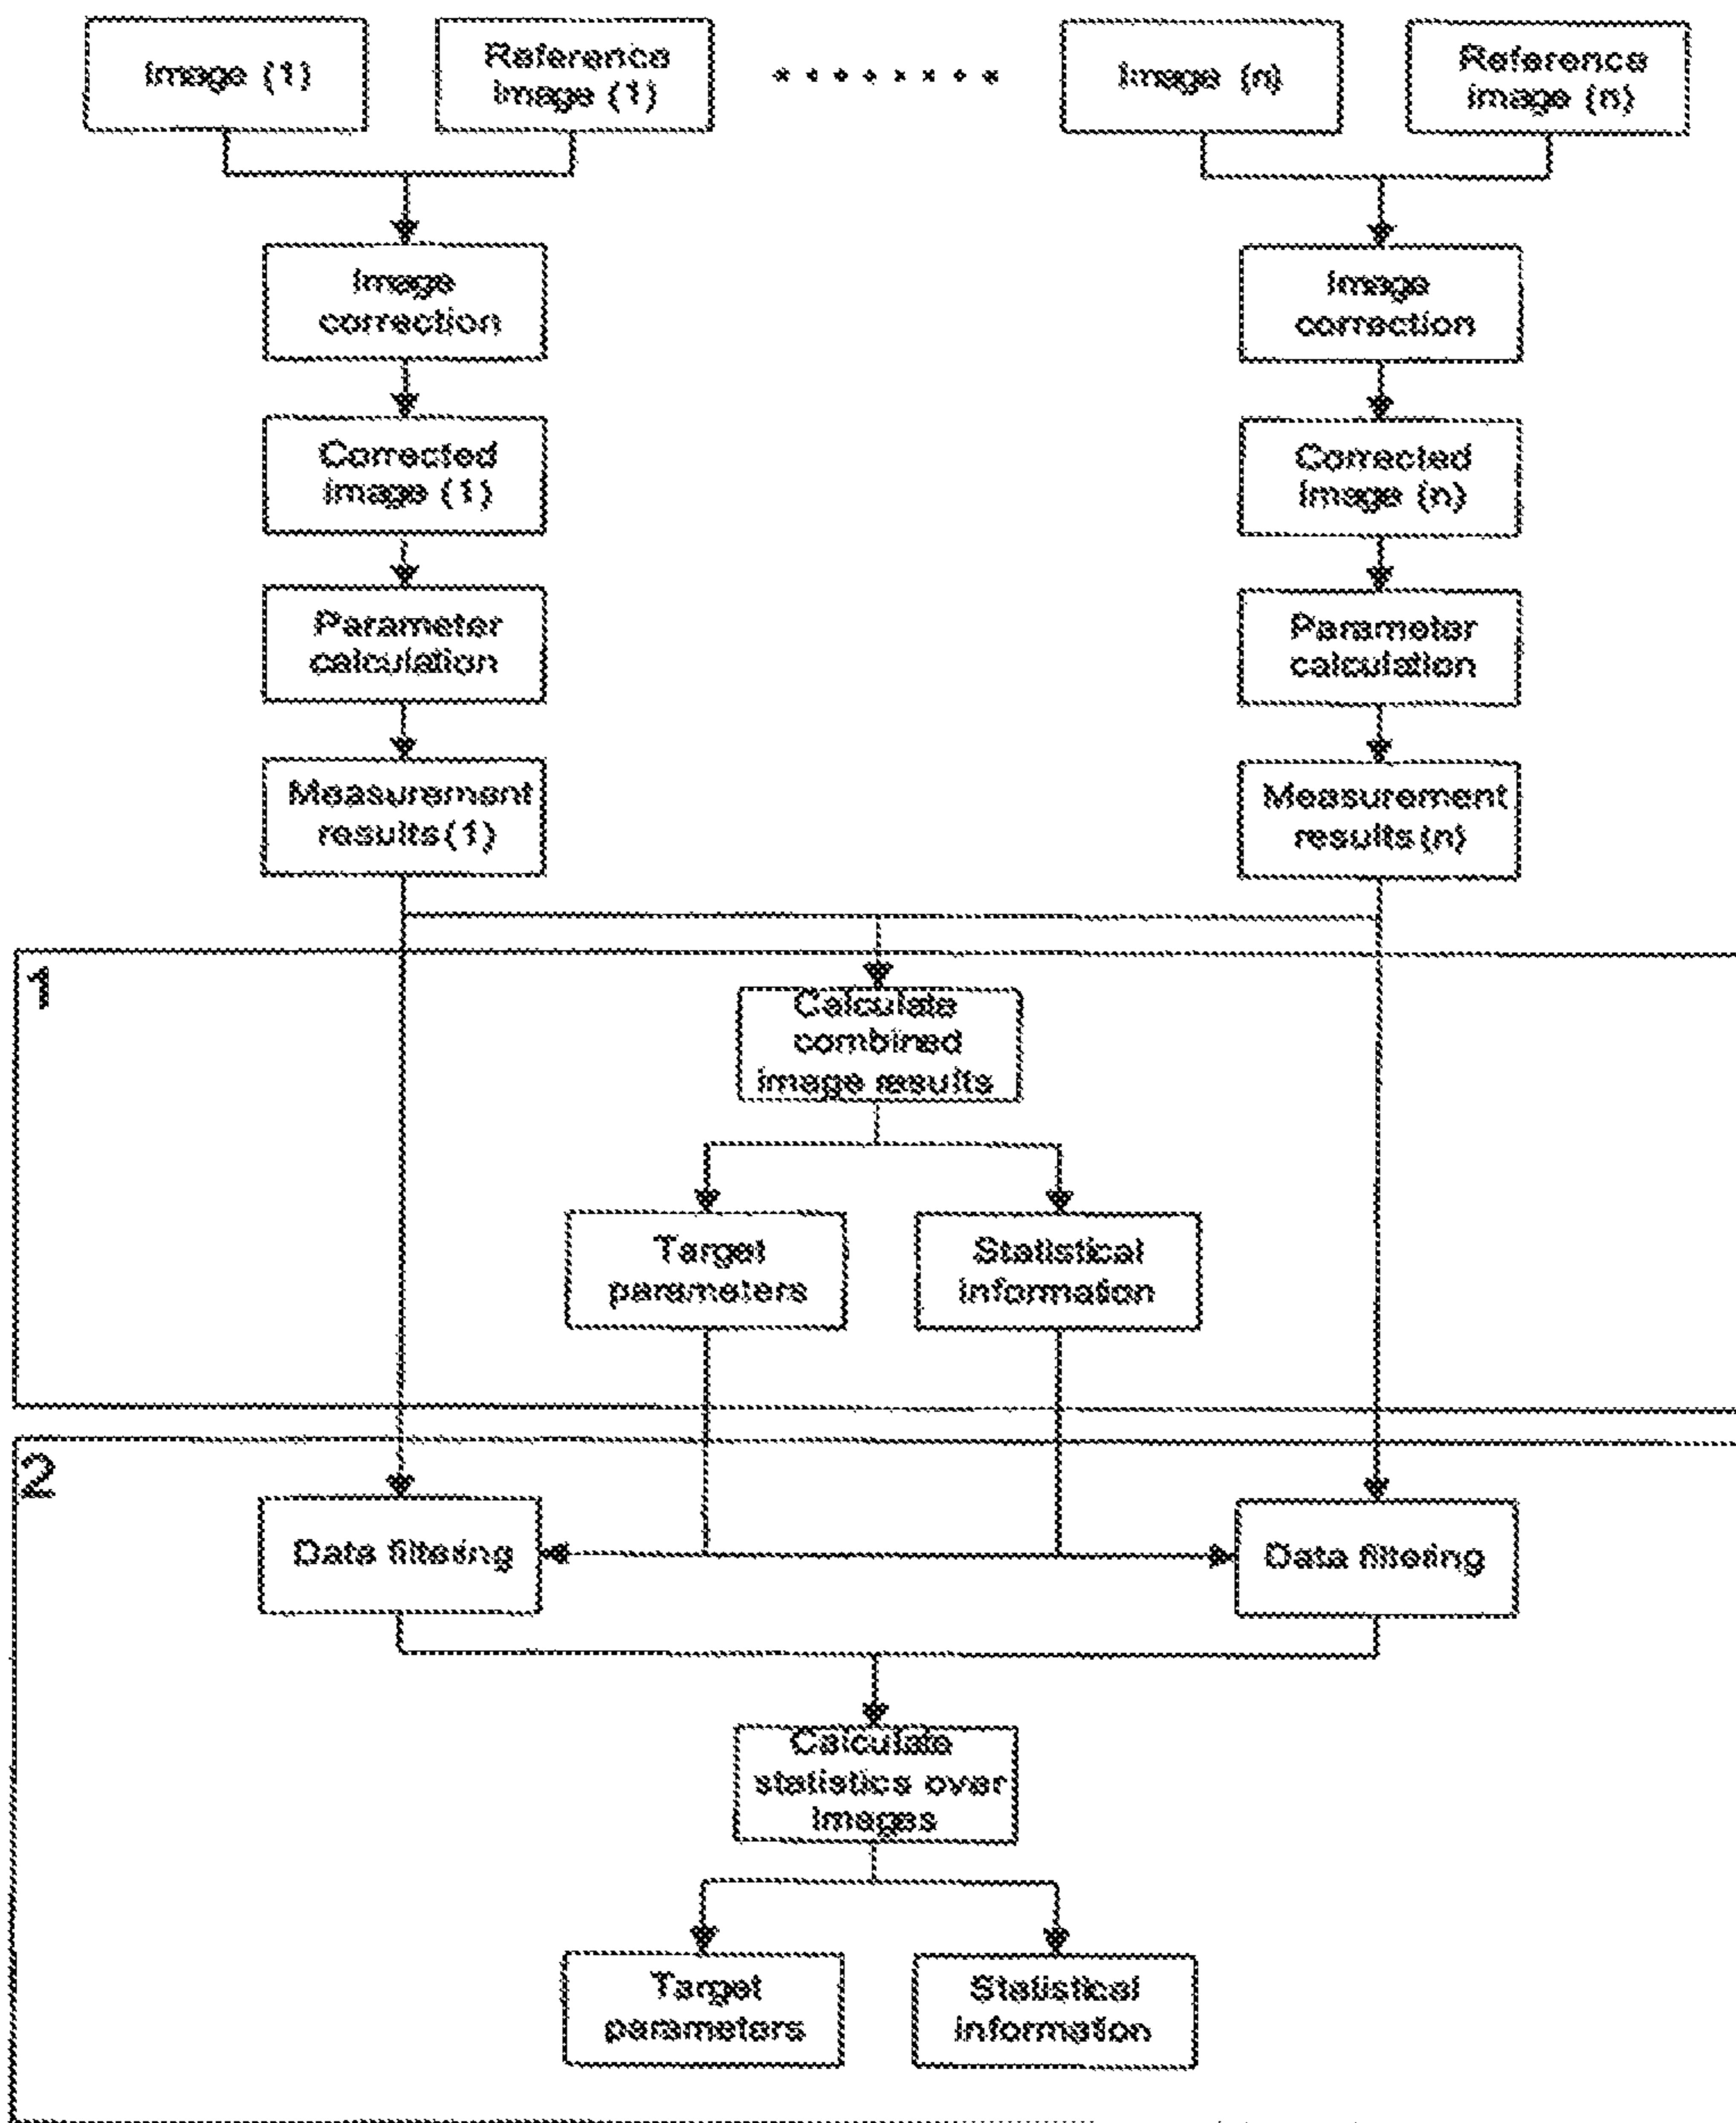 Image (1)
Reference
image (1)
Image (n)
Reference
image (n)
Image
correction
Image
correction
Corrected
image (1)
Corrected
image (n)
Parameter
calculation
Parameter
calculation
Measurement
results (1)
Measurement
results (n)
1
Calculate
combined
image results
Target
parameters
Statistical
information
2
Data filtering
Data filtering
Calculate
statistics over
images
Target
parameters
Statistical
information